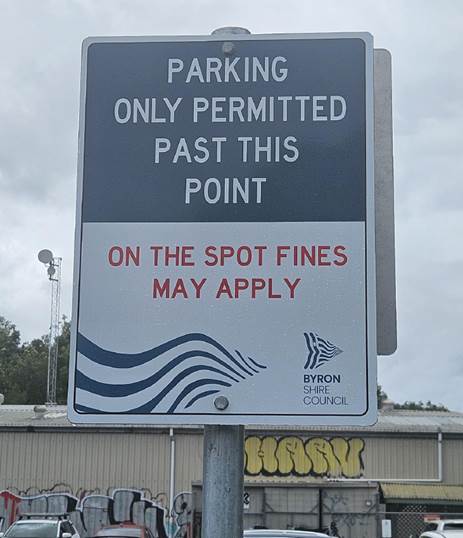 PARKING
ONLY PERMITTED
PAST THIS
POINT
ON THE SPOT FINES
MAY APPLY
BYRON
SHIRE
COUNCIL